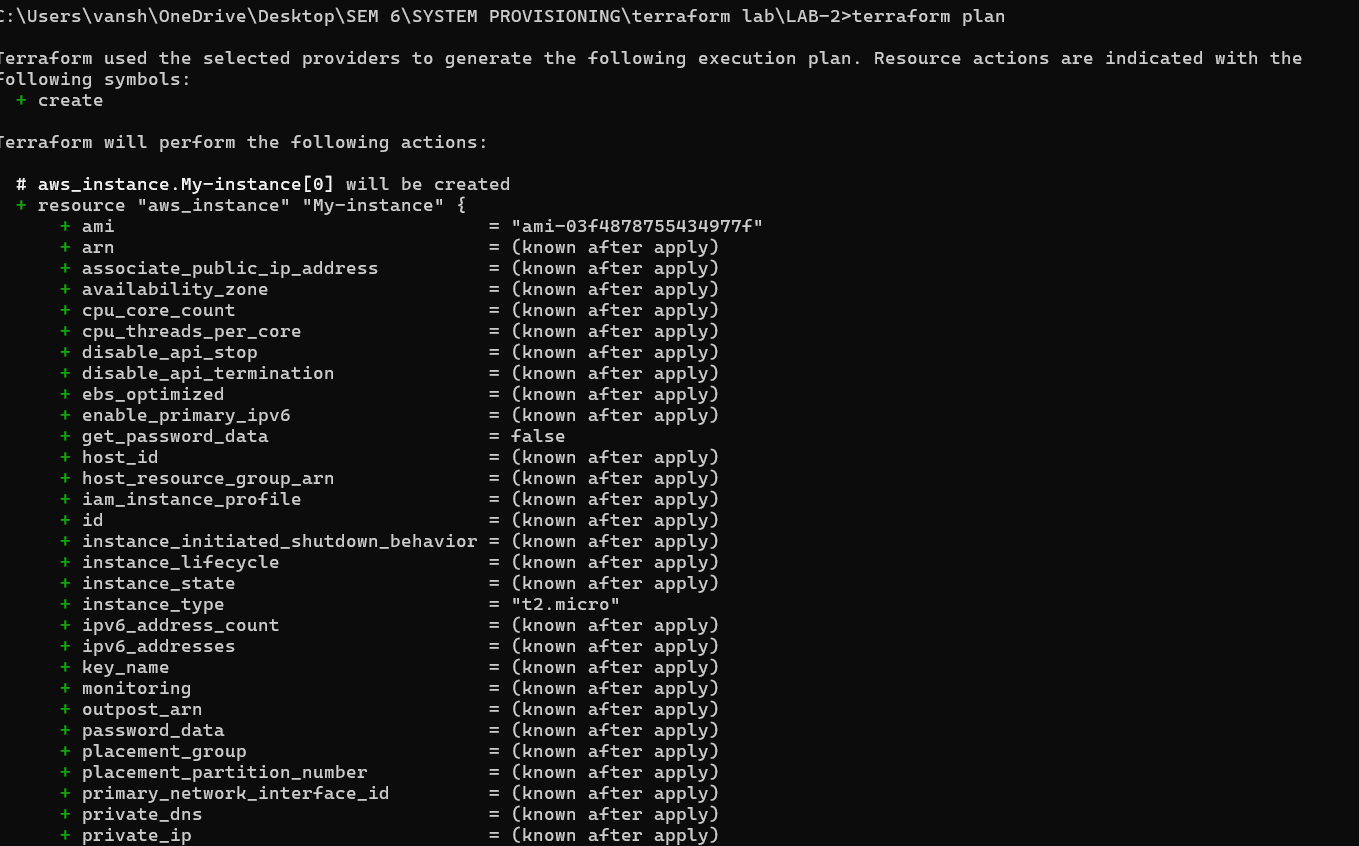 C:\Users\vansh\OneDrive\Desktop\SEM 6\SYSTEM PROVISIONING\terraform lab\LAB-2>terraform plan
Terraform used the selected providers to generate the following execution plan. Resource actions are indicated with the
following symbols:
+ create
Terraform will perform the following actions:
# aws_instance.My-instance[0] will be created
+ resource "aws_instance" "My-instance" {
+ ami = "ami-03f4878755434977f"
+ arn = (known after apply)
+ associate_public_ip_address = (known after apply)
+ availability_zone = (known after apply)
+ cpu_core_count = (known after apply)
+ cpu_threads_per_core = (known after apply)
+ disable_api_stop = (known after apply)
+ disable_api_termination = (known after apply)
+ ebs_optimized = (known after apply)
+ enable_primary_ipv6 = (known after apply)
+ get_password_data = false
+ host_id = (known after apply)
+ host_resource_group_arn = (known after apply)
+ iam_instance_profile = (known after apply)
+ id = (known after apply)
+ instance_initiated_shutdown_behavior = (known after apply)
+ instance_lifecycle = (known after apply)
+ instance_state = (known after apply)
+ instance_type = "t2.micro"
+ ipv6_address_count = (known after apply)
+ ipv6_addresses = (known after apply)
+ key_name = (known after apply)
+ monitoring = (known after apply)
+ outpost_arn = (known after apply)
+ password_data = (known after apply)
+ placement_group = (known after apply)
+ placement_partition_number = (known after apply)
+ primary_network_interface_id = (known after apply)
+ private_dns = (known after apply)
+ private_ip = (known after apply)